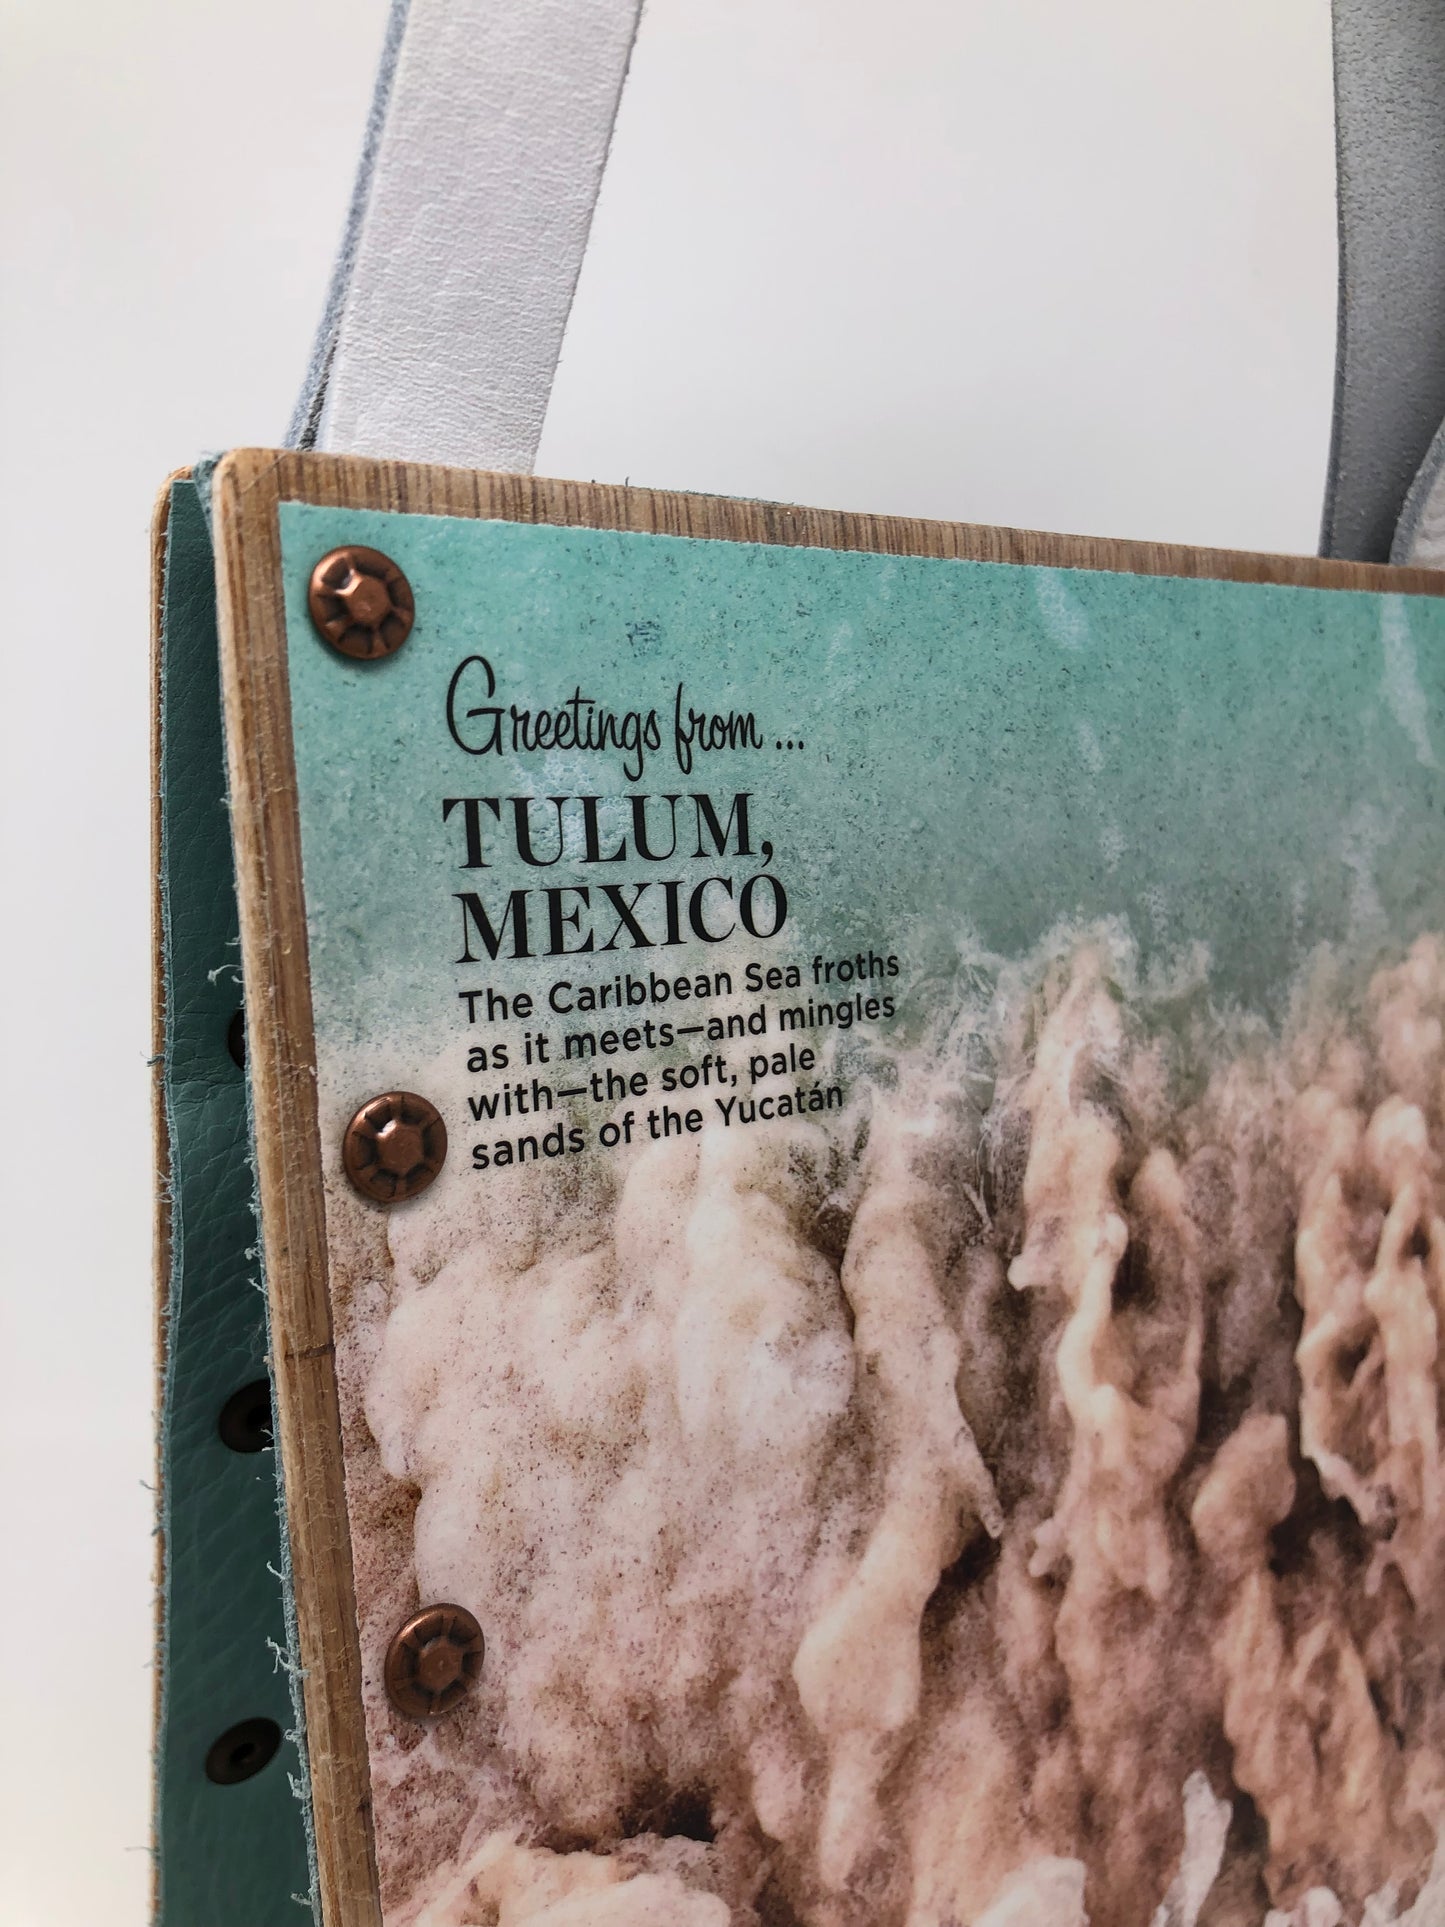 Greetings from ...
TULUM,
MEXICO
The Caribbean Sea froths
as it meets—and mingles
with—the soft, pale
sands of the Yucatán